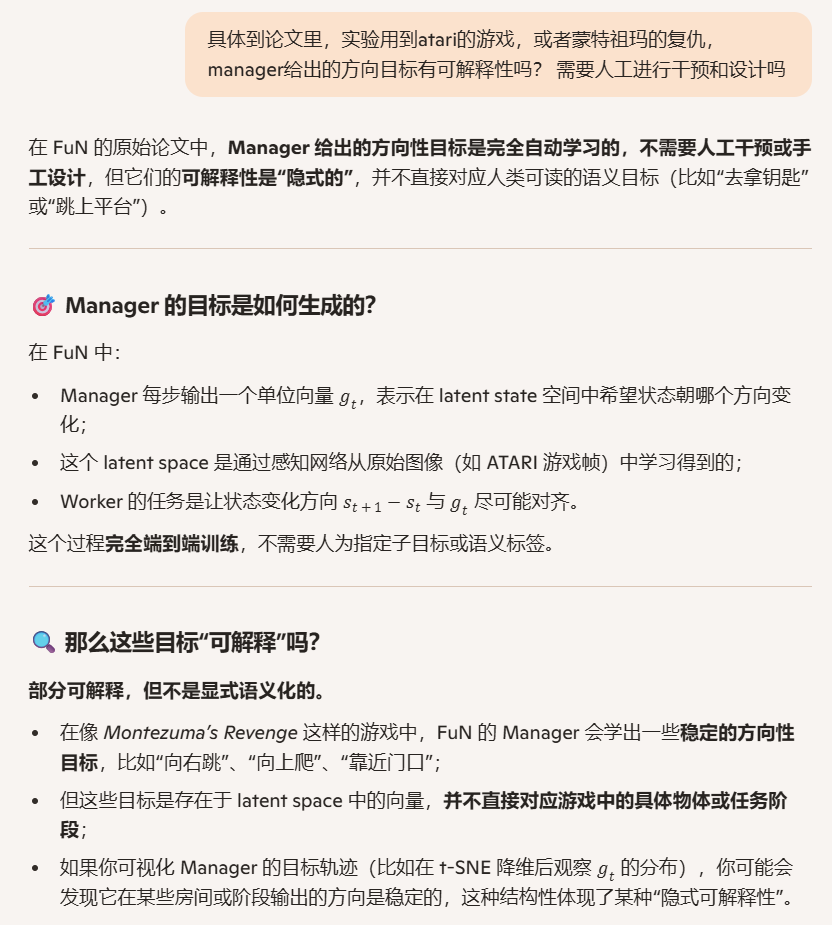 具体到论文里，实验用到atari的游戏，或者蒙特祖玛的复仇，
manager给出的方向目标有可解释性吗？ 需要人工进行干预和设计吗
在 FuN 的原始论文中，Manager 给出的方向性目标是完全自动学习的，不需要人工干预或手
工设计，但它们的可解释性是“隐式的”，并不直接对应人类可读的语义目标（比如“去拿钥匙”
或“跳上平台”）。
🎯 Manager 的目标是如何生成的？
在 FuN 中：
• Manager 每步输出一个单位向量 g_t，表示在 latent state 空间中希望状态朝哪个方向变
化；
• 这个 latent space 是通过感知网络从原始图像（如 ATARI 游戏帧）中学习得到的；
• Worker 的任务是让状态变化方向 s_{t+1} − s_t 与 g_t 尽可能对齐。
这个过程完全端到端训练，不需要人为指定子目标或语义标签。
🔍 那么这些目标“可解释”吗？
部分可解释，但不是显式语义化的。
• 在像 Montezuma’s Revenge 这样的游戏中，FuN 的 Manager 会学出一些稳定的方向性
目标，比如“向右跳”、“向上爬”、“靠近门口”；
• 但这些目标是存在于 latent space 中的向量，并不直接对应游戏中的具体物体或任务阶
段；
• 如果你可视化 Manager 的目标轨迹（比如在 t-SNE 降维后观察 g_t 的分布），你可能会
发现它在某些房间或阶段输出的方向是稳定的，这种结构性体现了某种“隐式可解释性”。